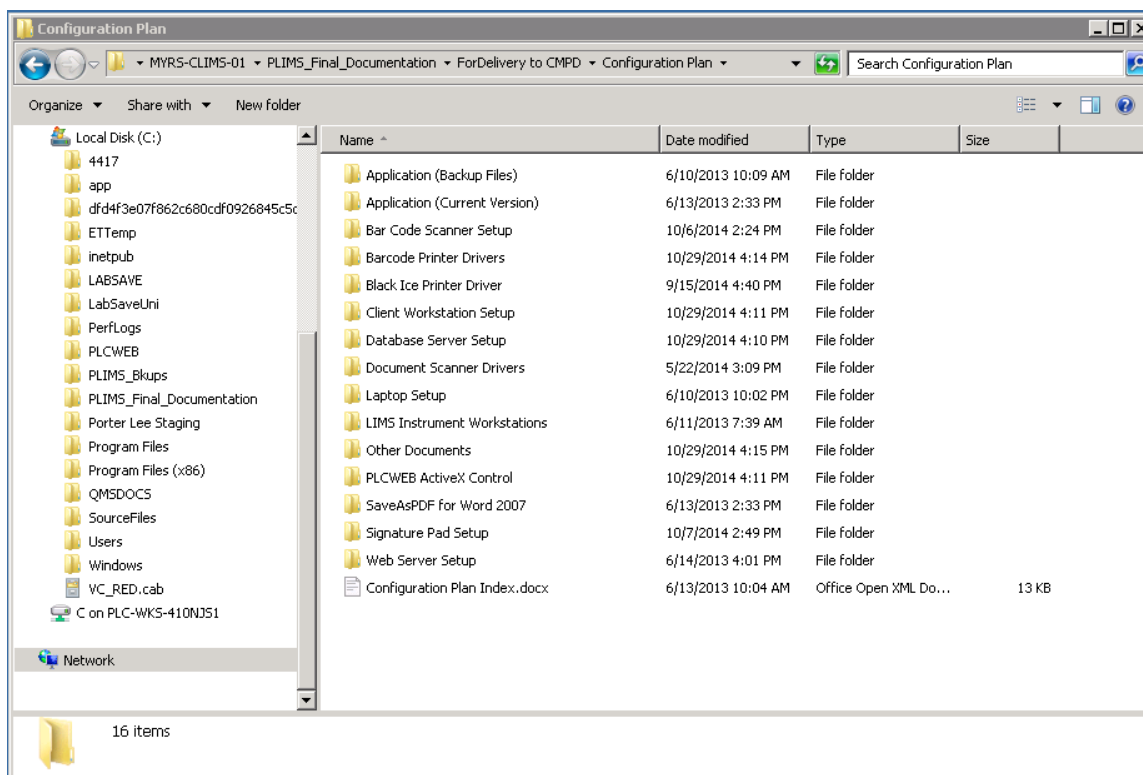 Configuration Plan
MYRS-CLIMS-01 PLIMS_Final_Documentation ForDelivery to CMPD Configuration Plan Search Configuration Plan
Organize Share with New folder
Local Disk (C:)
4417
app
dfd4f3e07f862c680cdf0926845c5c
ETTemp
inetpub
LABSAVE
LabSaveUni
PerfLogs
PLCWEB
PLIMS_Bkups
PLIMS_Final_Documentation
Porter Lee Staging
Program Files
Program Files (x86)
QMSDOCS
SourceFiles
Users
Windows
VC_RED.cab
C on PLC-WKS-410NJS1
Network
Name Date modified Type Size
Application (Backup Files) 6/10/2013 10:09 AM File folder
Application (Current Version) 6/13/2013 2:33 PM File folder
Bar Code Scanner Setup 10/6/2014 2:24 PM File folder
Barcode Printer Drivers 10/29/2014 4:14 PM File folder
Black Ice Printer Driver 9/15/2014 4:40 PM File folder
Client Workstation Setup 10/29/2014 4:11 PM File folder
Database Server Setup 10/29/2014 4:10 PM File folder
Document Scanner Drivers 5/22/2014 3:09 PM File folder
Laptop Setup 6/10/2013 10:02 PM File folder
LIMS Instrument Workstations 6/11/2013 7:39 AM File folder
Other Documents 10/29/2014 4:15 PM File folder
PLCWEB ActiveX Control 10/29/2014 4:11 PM File folder
SaveAsPDF for Word 2007 6/13/2013 2:33 PM File folder
Signature Pad Setup 10/7/2014 2:49 PM File folder
Web Server Setup 6/14/2013 4:01 PM File folder
Configuration Plan Index.docx 6/13/2013 10:04 AM Office Open XML Do... 13 KB
16 items